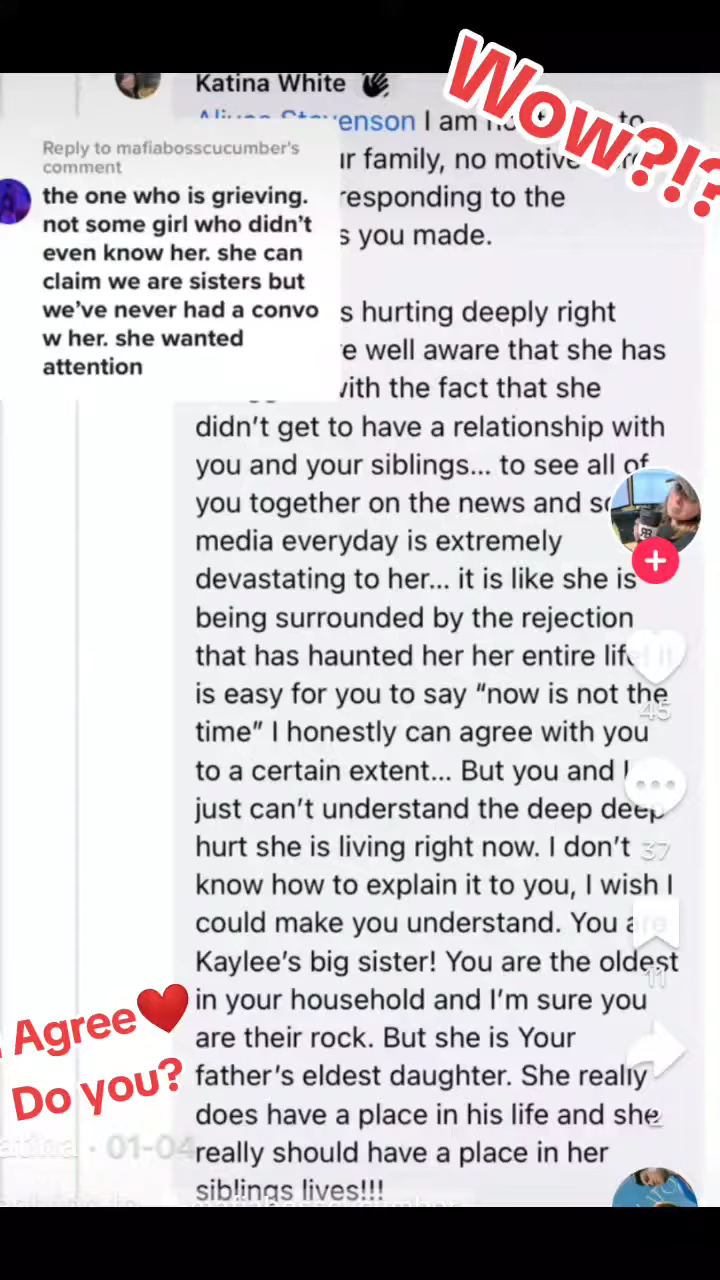 Katina White
Wow?!?
enson I am to
Reply to mafiabosscucumber's
comment
the one who is grieving.
not some girl who didn't
even know her. she can
claim we are sisters but
we've never had a convo
w her. she wanted
attention
ur family, no motive
responding to the
s you made.
s hurting deeply right
e well aware that she has
with the fact that she
didn't get to have a relationship with
you and your siblings... to see all of
you together on the news and so
media everyday is extremely
devastating to her... it is like she is
being surrounded by the rejection
that has haunted her her entire life! It
is easy for you to say "now is not the
time" I honestly can agree with you
to a certain extent... But you and I
just can't understand the deep deep
hurt she is living right now. I don't
know how to explain it to you, I wish I
could make you understand. You are
Kaylee's big sister! You are the oldest
in your household and I'm sure you
are their rock. But she is Your
father's eldest daughter. She really
does have a place in his life and she
really should have a place in her
siblings lives!!!
45
37
11
2
Agree❤️
Do you?
atina · 01-04